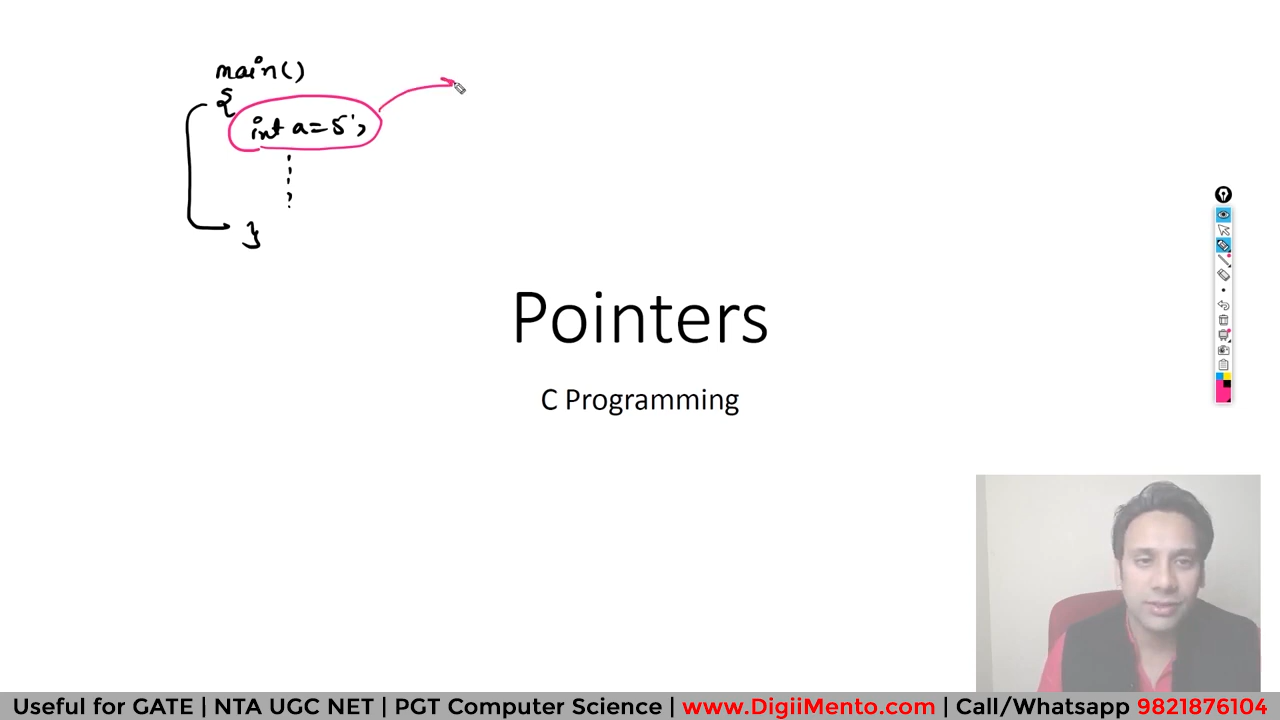 main()
{
int a=5;
}
Pointers
C Programming
Useful for GATE | NTA UGC NET | PGT Computer Science | www.DigiiMento.com | Call/Whatsapp 9821876104